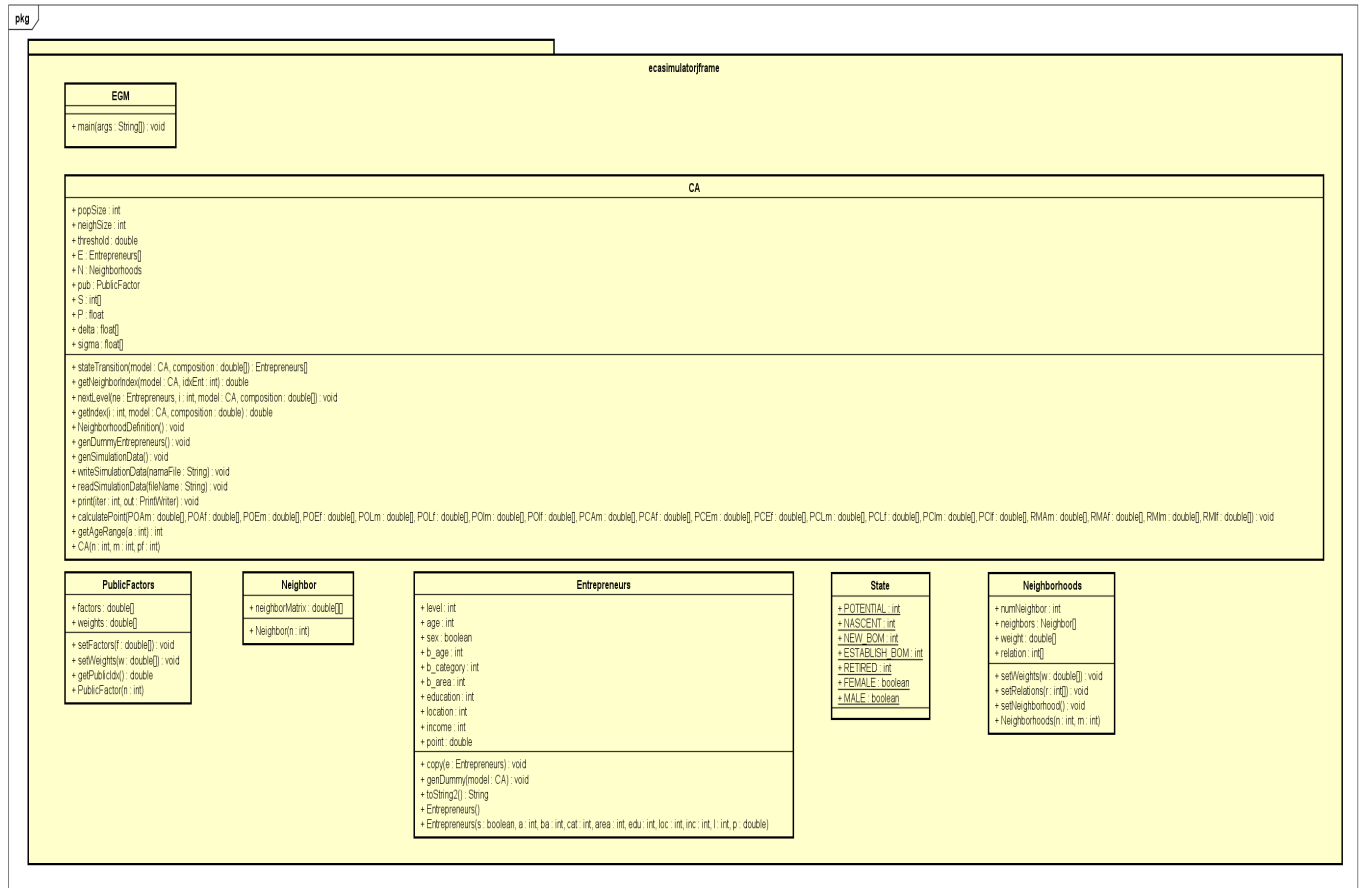 pkg
ecasimulatorjframe
EGM
+ main(args : String[]) : void
CA
+ popSize : int
+ neighSize : int
+ threshold : double
+ E : Entrepreneurs[]
+ N : Neighborhoods
+ pub : PublicFactor
+ S : int[]
+ P : float
+ delta : float[]
+ sigma : float[]
+ stateTransition(model : CA, composition : double[]) : Entrepreneurs[]
+ getNeighborIndex(model : CA, idxEnt : int) : double
+ nextLevel(ne : Entrepreneurs, i : int, model : CA, composition : double[]) : void
+ getIndex(i : int, model : CA, composition : double) : double
+ NeighborhoodDefinition() : void
+ genDummyEntrepreneurs() : void
+ genSimulationData() : void
+ writeSimulationData(namaFile : String) : void
+ readSimulationData(fileName : String) : void
+ print(iter : int, out : PrintWriter) : void
+ calculatePoint(POAm : double[], POAf : double[], POEm : double[], POEf : double[], POLm : double[], POLf : double[], POIm : double[], POIf : double[], PCAm : double[], PCAf : double[], PCEm : double[], PCEf : double[], PCLm : double[], PCLf : double[], PCIm : double[], PCIf : double[], RMAm : double[], RMAf : double[], RMIm : double[], RMIf : double[]) : void
+ getAgeRange(a : int) : int
+ CA(n : int, m : int, pf : int)
PublicFactors
+ factors : double[]
+ weights : double[]
+ setFactors(f : double[]) : void
+ setWeights(w : double[]) : void
+ getPublicIdx() : double
+ PublicFactor(n : int)
Neighbor
+ neighborMatrix : double[][]
+ Neighbor(n : int)
Entrepreneurs
+ level : int
+ age : int
+ sex : boolean
+ b_age : int
+ b_category : int
+ b_area : int
+ education : int
+ location : int
+ income : int
+ point : double
+ copy(e : Entrepreneurs) : void
+ genDummy(model : CA) : void
+ toString2() : String
+ Entrepreneurs()
+ Entrepreneurs(s : boolean, a : int, ba : int, cat : int, area : int, edu : int, loc : int, inc : int, l : int, p : double)
State
+ POTENTIAL : int
+ NASCENT : int
+ NEW_BOM : int
+ ESTABLISH_BOM : int
+ RETIRED : int
+ FEMALE : boolean
+ MALE : boolean
Neighborhoods
+ numNeighbor : int
+ neighbors : Neighbor[]
+ weight : double[]
+ relation : int[]
+ setWeights(w : double[]) : void
+ setRelations(r : int[]) : void
+ setNeighborhood() : void
+ Neighborhoods(n : int, m : int)